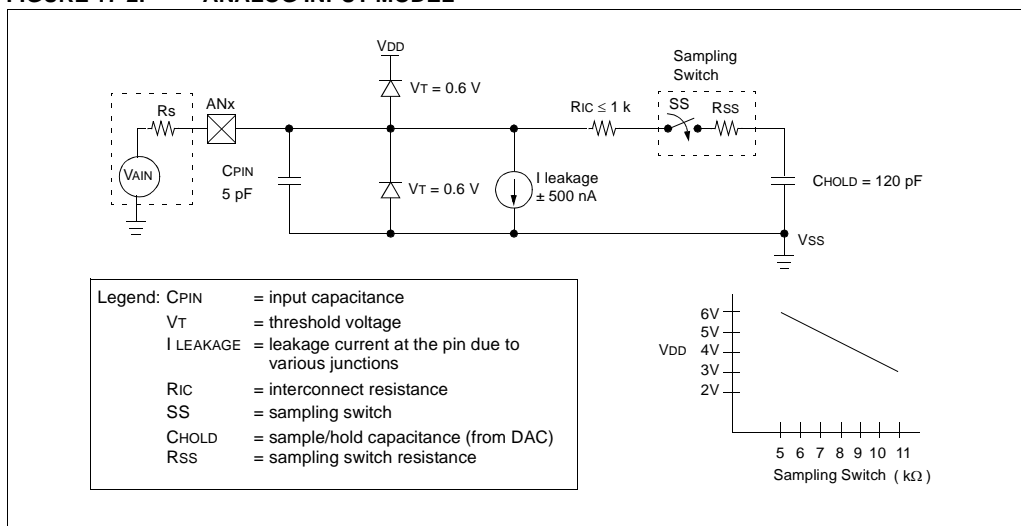 VDD
VT = 0.6 V
Sampling
Switch
Rs
ANx
RIC ≤ 1 k
SS
RSS
VAIN
CPIN
5 pF
VT = 0.6 V
I leakage
± 500 nA
CHOLD = 120 pF
VSS
Legend: CPIN = input capacitance
VT = threshold voltage
I LEAKAGE = leakage current at the pin due to
various junctions
RIC = interconnect resistance
SS = sampling switch
CHOLD = sample/hold capacitance (from DAC)
RSS = sampling switch resistance
6V
5V
VDD 4V
3V
2V
5 6 7 8 9 10 11
Sampling Switch ( kΩ )